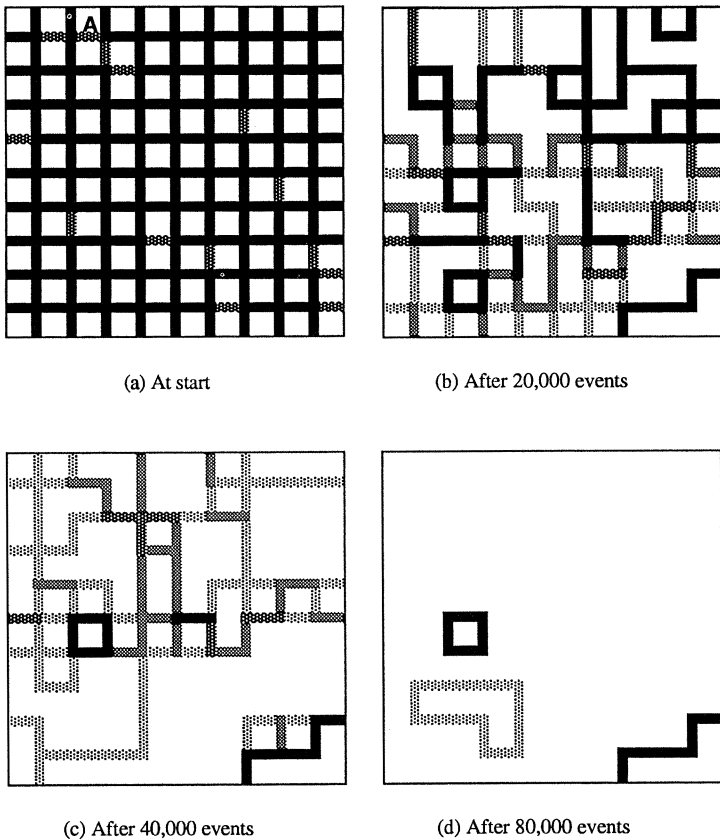 A
(a) At start
(b) After 20,000 events
(c) After 40,000 events
(d) After 80,000 events